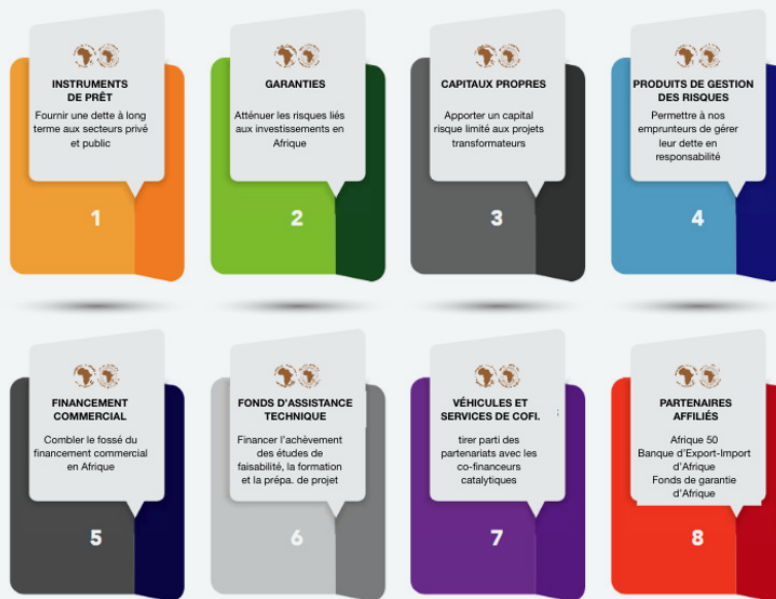 INSTRUMENTS
DE PRÊT
Fournir une dette à long
terme aux secteurs privé
et public
1
GARANTIES
Atténuer les risques liés
aux investissements en
Afrique
2
CAPITAUX PROPRES
Apporter un capital
risque limité aux projets
transformateurs
3
PRODUITS DE GESTION
DES RISQUES
Permettre à nos
emprunteurs de gérer
leur dette en
responsabilité
4
FINANCEMENT
COMMERCIAL
Combler le fossé du
financement commercial
en Afrique
5
FONDS D'ASSISTANCE
TECHNIQUE
Financer l'achèvement
des études de
faisabilité, la formation
et la prépa. de projet
6
VÉHICULES ET
SERVICES DE COFI.
tirer parti des
partenariats avec les
co-financeurs
catalytiques
7
PARTENAIRES
AFFILIÉS
Afrique 50
Banque d'Export-Import
d'Afrique
Fonds de garantie
d'Afrique
8